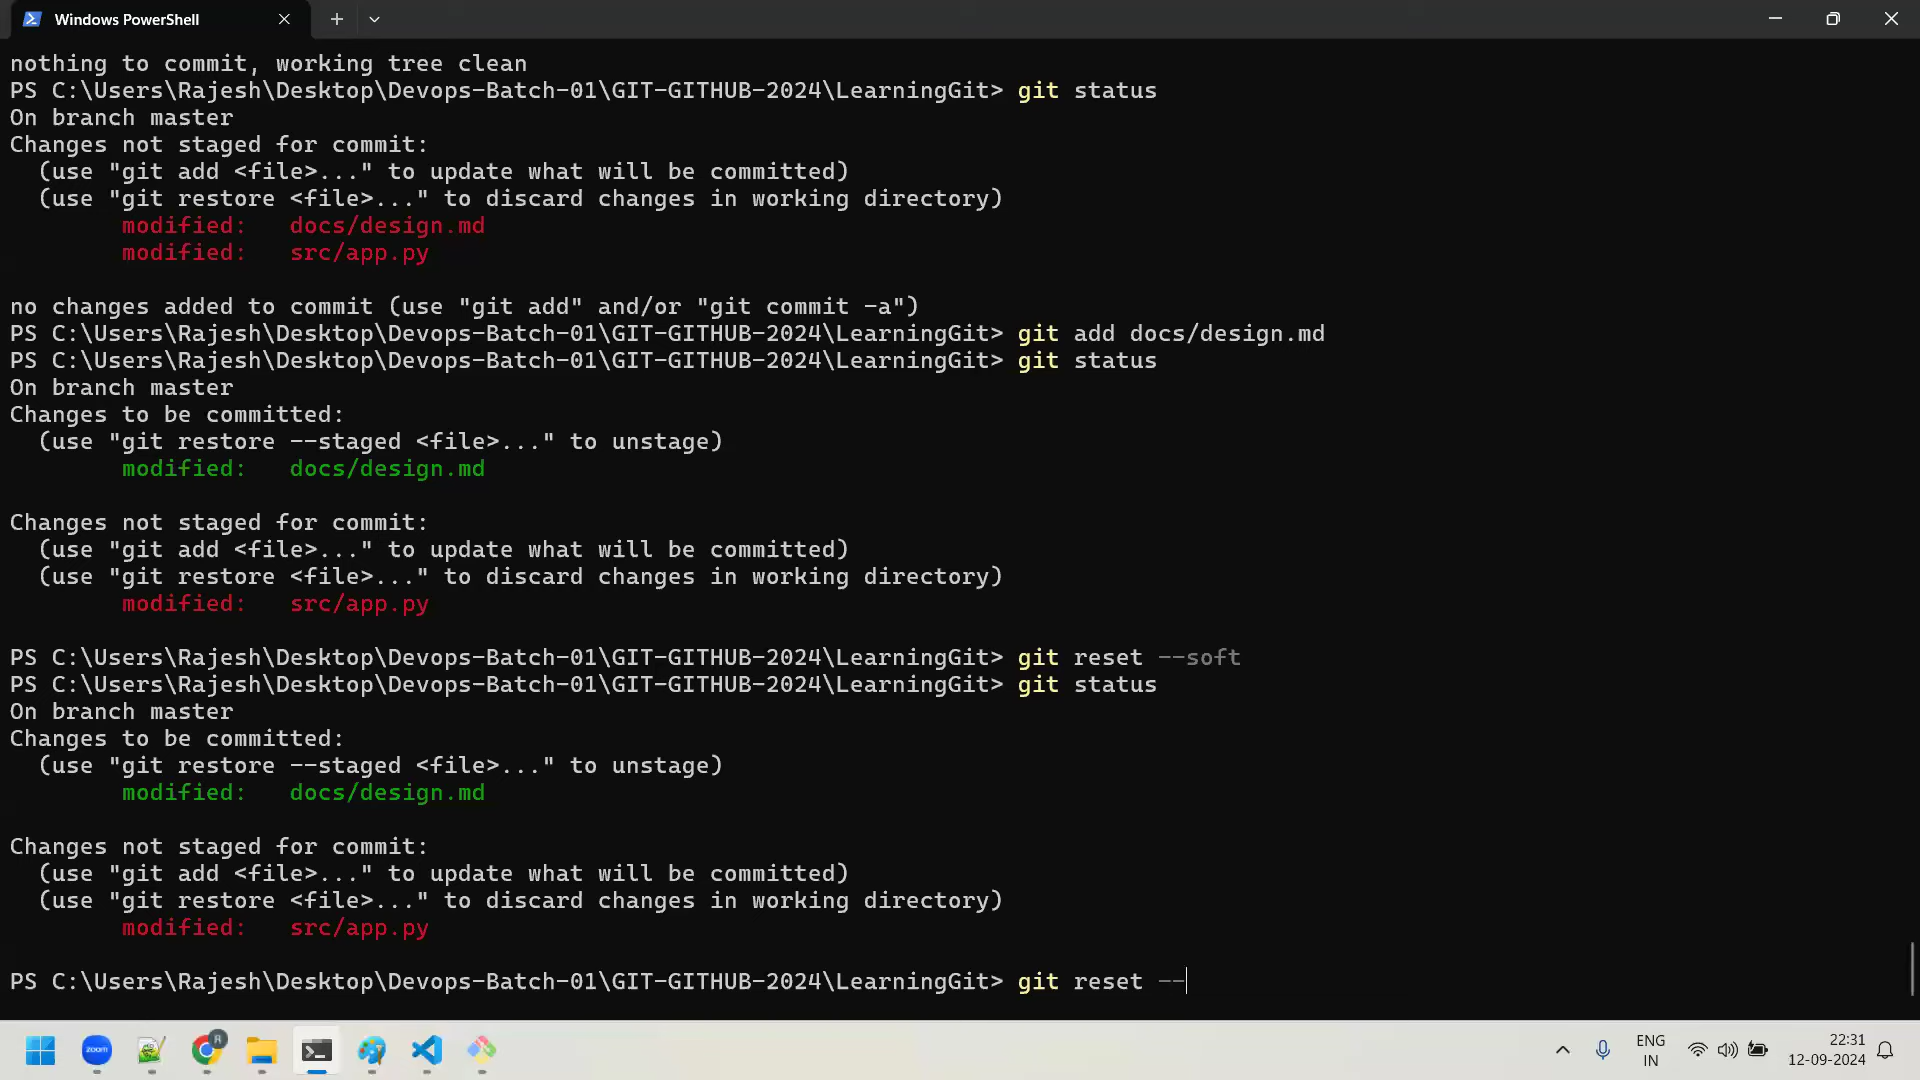 Windows PowerShell
nothing to commit, working tree clean
PS C:\Users\Rajesh\Desktop\Devops-Batch-01\GIT-GITHUB-2024\LearningGit> git status
On branch master
Changes not staged for commit:
  (use "git add <file>..." to update what will be committed)
  (use "git restore <file>..." to discard changes in working directory)
        modified:   docs/design.md
        modified:   src/app.py

no changes added to commit (use "git add" and/or "git commit -a")
PS C:\Users\Rajesh\Desktop\Devops-Batch-01\GIT-GITHUB-2024\LearningGit> git add docs/design.md
PS C:\Users\Rajesh\Desktop\Devops-Batch-01\GIT-GITHUB-2024\LearningGit> git status
On branch master
Changes to be committed:
  (use "git restore --staged <file>..." to unstage)
        modified:   docs/design.md

Changes not staged for commit:
  (use "git add <file>..." to update what will be committed)
  (use "git restore <file>..." to discard changes in working directory)
        modified:   src/app.py

PS C:\Users\Rajesh\Desktop\Devops-Batch-01\GIT-GITHUB-2024\LearningGit> git reset --soft
PS C:\Users\Rajesh\Desktop\Devops-Batch-01\GIT-GITHUB-2024\LearningGit> git status
On branch master
Changes to be committed:
  (use "git restore --staged <file>..." to unstage)
        modified:   docs/design.md

Changes not staged for commit:
  (use "git add <file>..." to update what will be committed)
  (use "git restore <file>..." to discard changes in working directory)
        modified:   src/app.py

PS C:\Users\Rajesh\Desktop\Devops-Batch-01\GIT-GITHUB-2024\LearningGit> git reset --
zoom
R
ENG
IN
22:31
12-09-2024